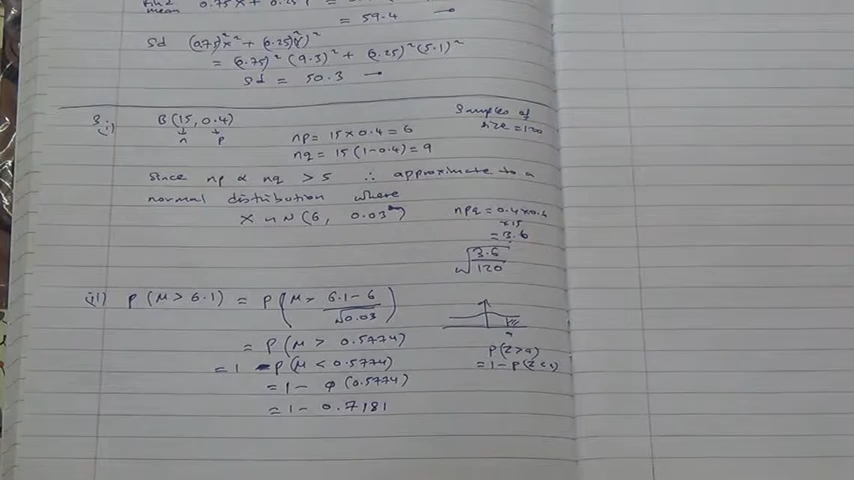 mean
= 59.4
Sd (0.75)²x² + (0.25)²(y)²
= (0.75)² (9.3)² + (0.25)² (5.1)²
Sd = 50.3
3.
(i) B(15, 0.4)
n p
Samples of
size = 120
np = 15 x 0.4 = 6
nq = 15 (1-0.4) = 9
Since np & nq > 5 ∴ approximate to a
normal distribution where
X ~ N (6, 0.03)
npq = 0.4 x 0.6
x 15
= 3.6
√3.6/120
(ii) P (M > 6.1) = P (M > 6.1 - 6 / √0.03)
= P (M > 0.5774)
= 1 - P (M < 0.5774)
= 1 - φ (0.5774)
= 1 - 0.7181
a
P(Z>a)
= 1 - P(Z<a)